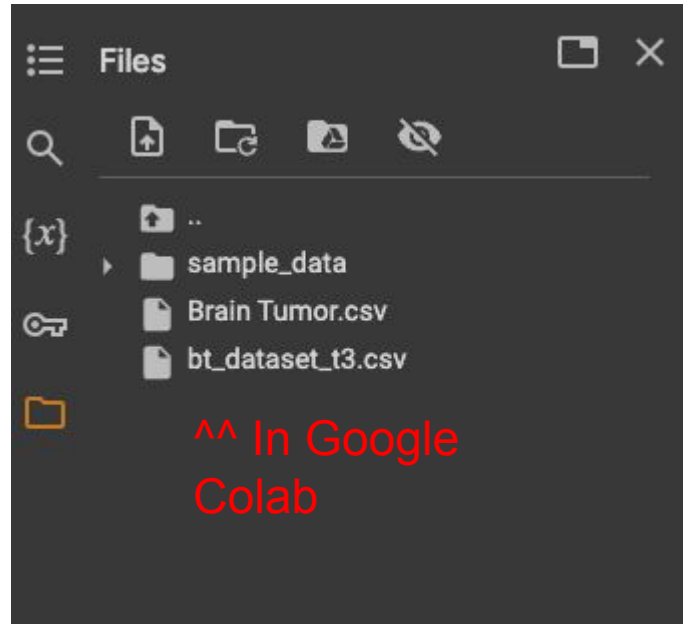 Files
{x}
..
sample_data
Brain Tumor.csv
bt_dataset_t3.csv
^^ In Google
Colab